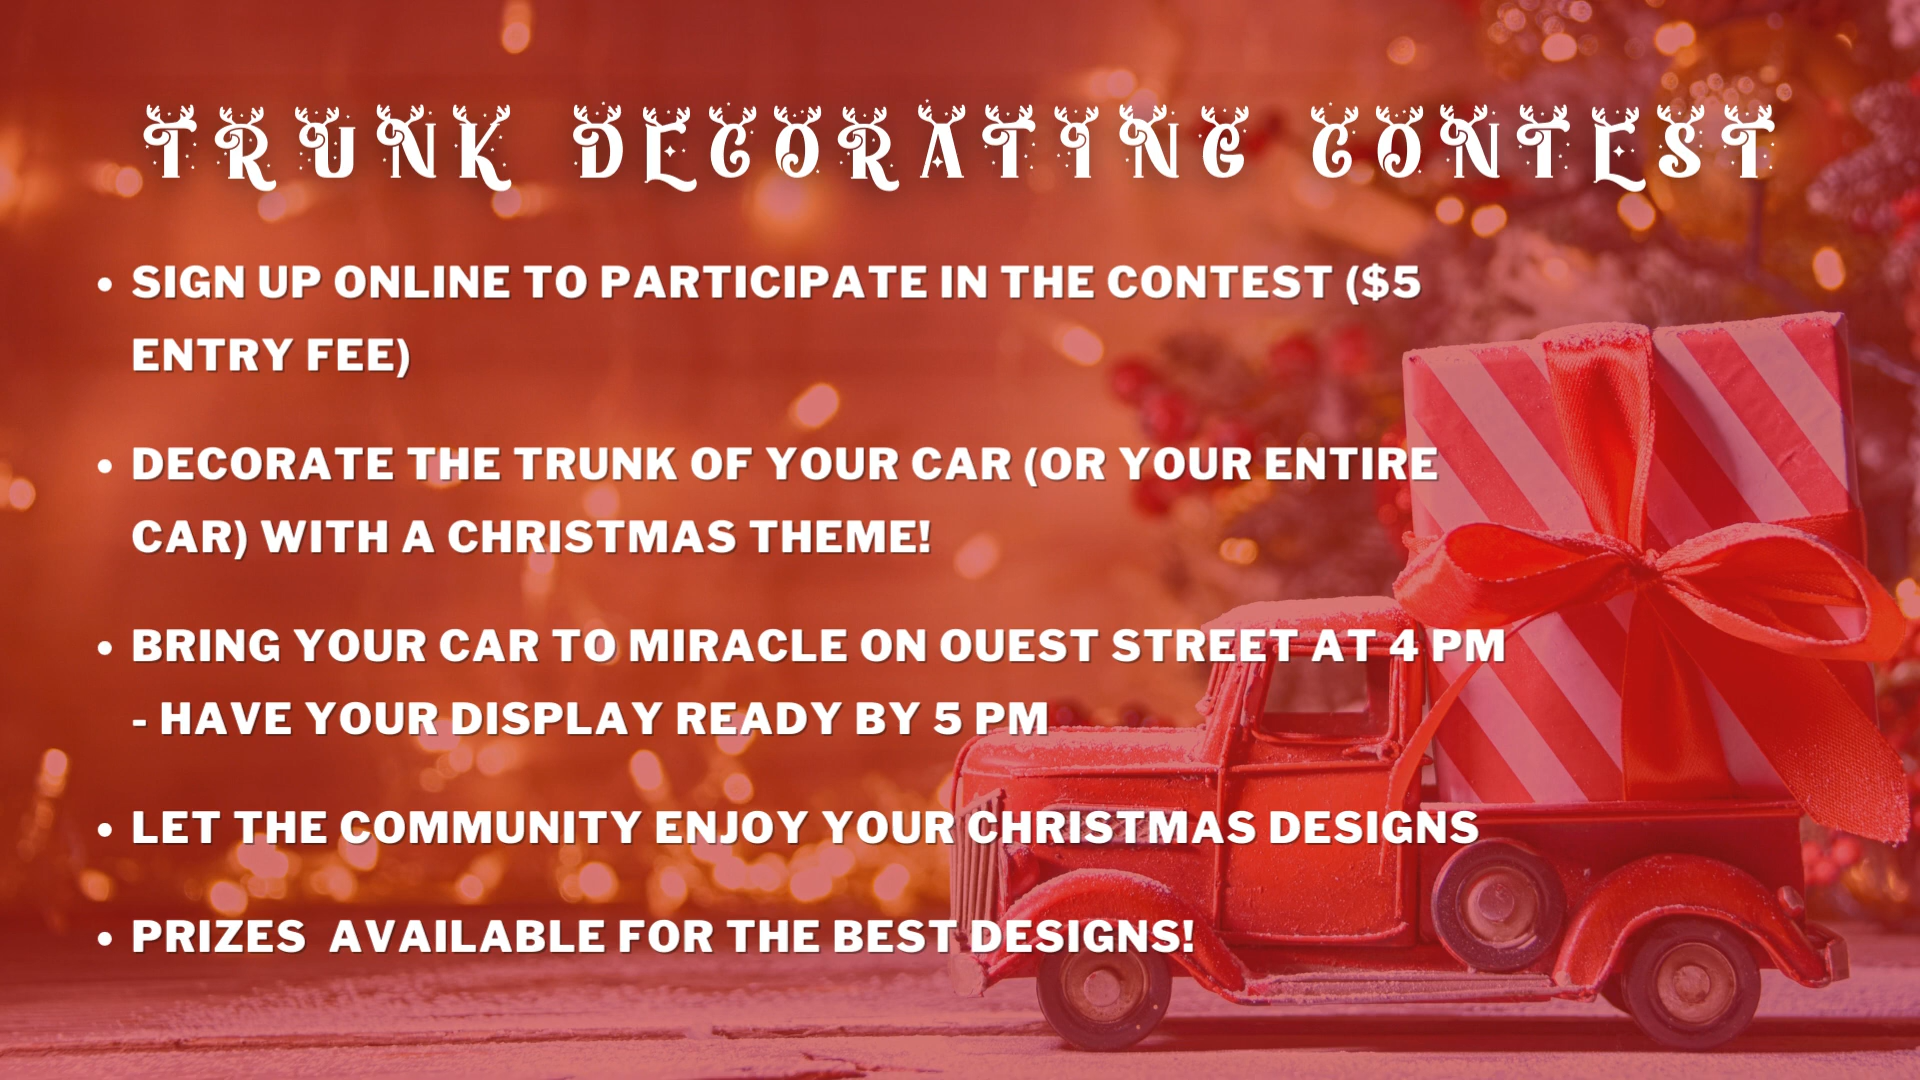 TRUNK DECORATING CONTEST
• SIGN UP ONLINE TO PARTICIPATE IN THE CONTEST ($5
ENTRY FEE)
• DECORATE THE TRUNK OF YOUR CAR (OR YOUR ENTIRE
CAR) WITH A CHRISTMAS THEME!
• BRING YOUR CAR TO MIRACLE ON OUEST STREET AT 4 PM
- HAVE YOUR DISPLAY READY BY 5 PM
• LET THE COMMUNITY ENJOY YOUR CHRISTMAS DESIGNS
• PRIZES  AVAILABLE FOR THE BEST DESIGNS!